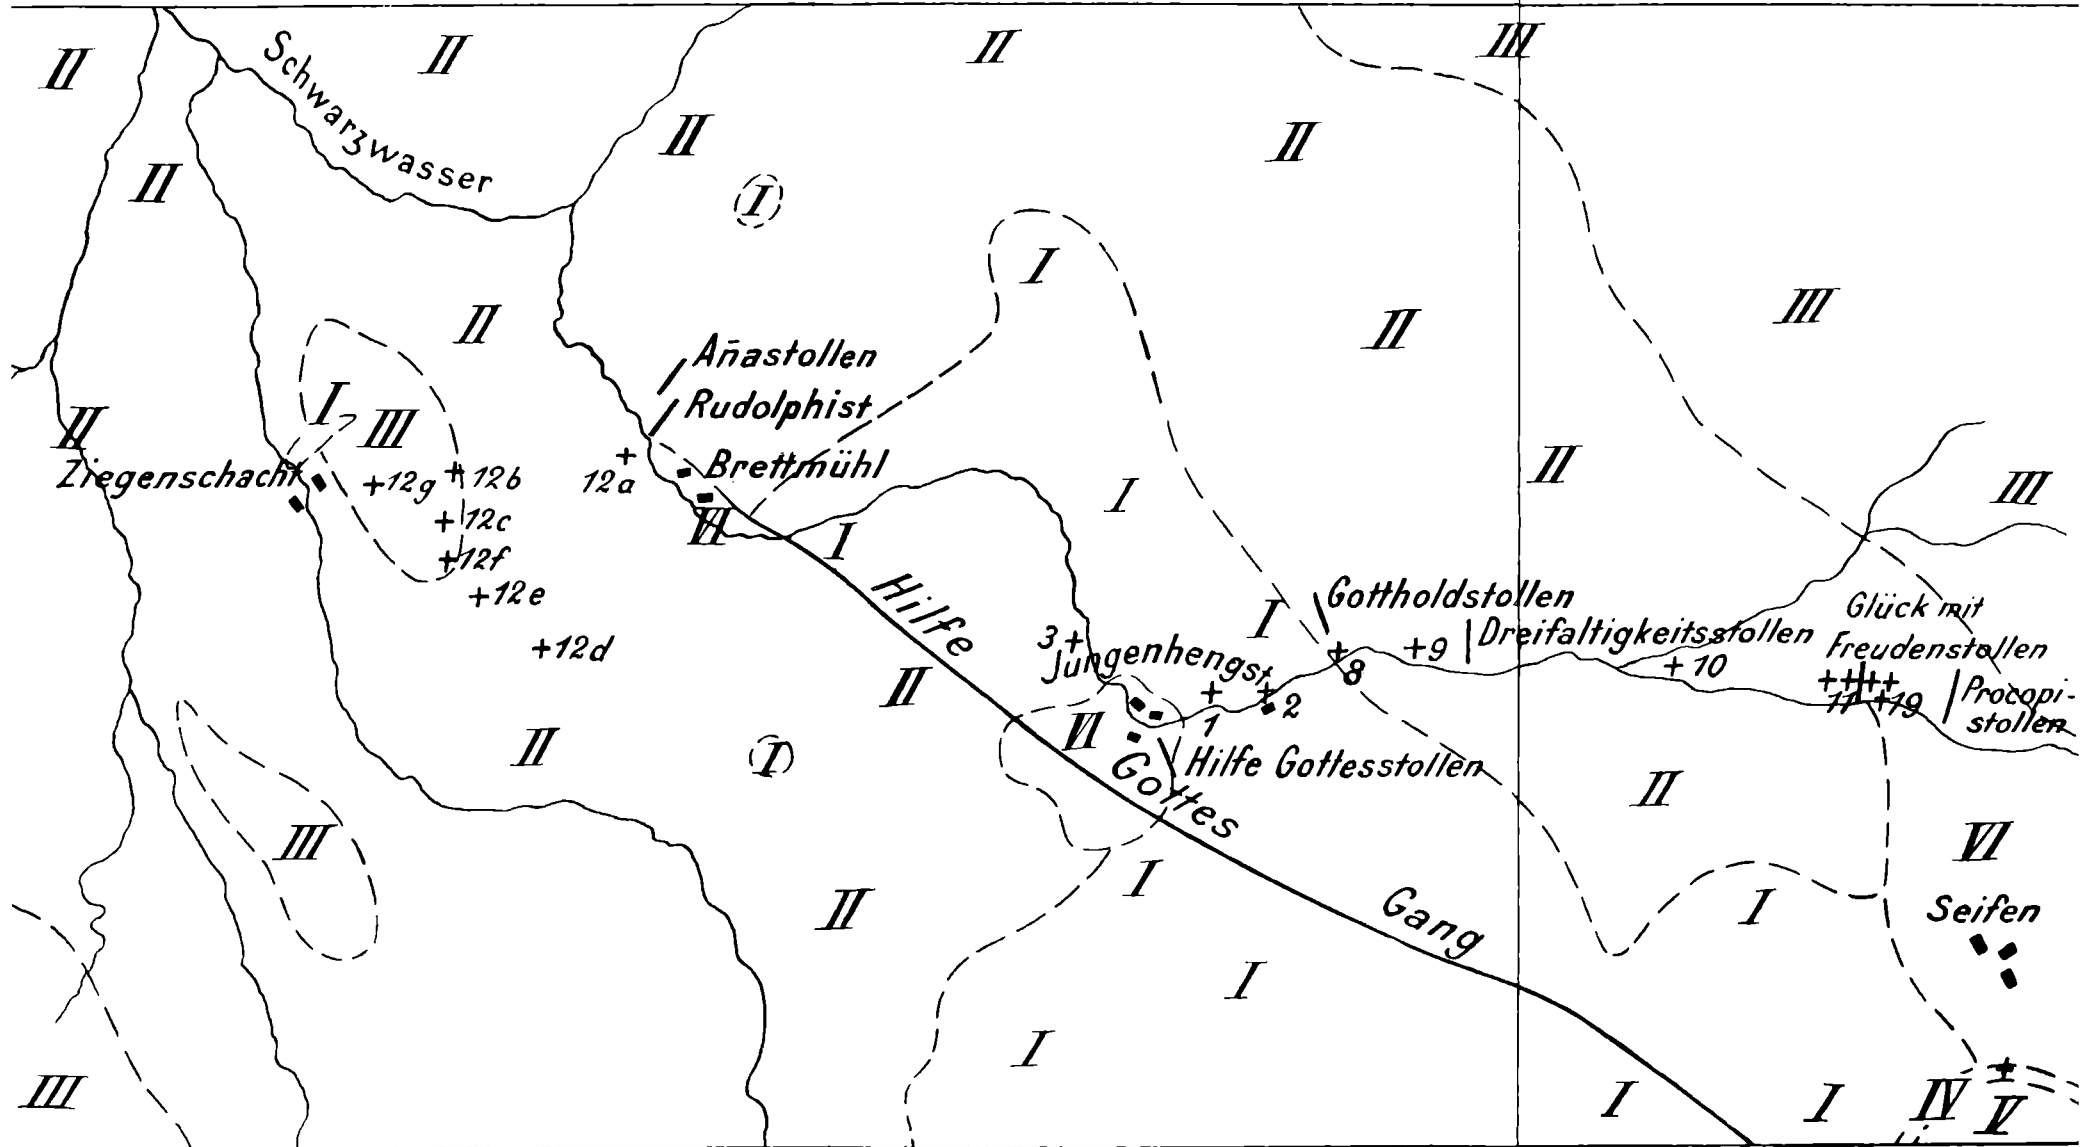 II
II
II
III
Schwarzwasser
II
II
II
I
I
III
II
II
Añastollen
I
III
Rudolphist
II
Ziegenschacht
+12g
+12b
12a
+
Brettmühl
II
III
I
+12c
VI
I
+12f
Hilfe
+12e
Gottholdstollen
Glück mit
3+
I
+9
Dreifaltigkeitsstollen
Freudenstollen
+12d
Jungenhengst
8
+10
II
1
2
11
19
Procopi-
stollen
VI
II
I
Gottes
Hilfe Gottesstollen
II
III
VI
I
II
Gang
I
Seifen
I
I
III
I
I
IV
V